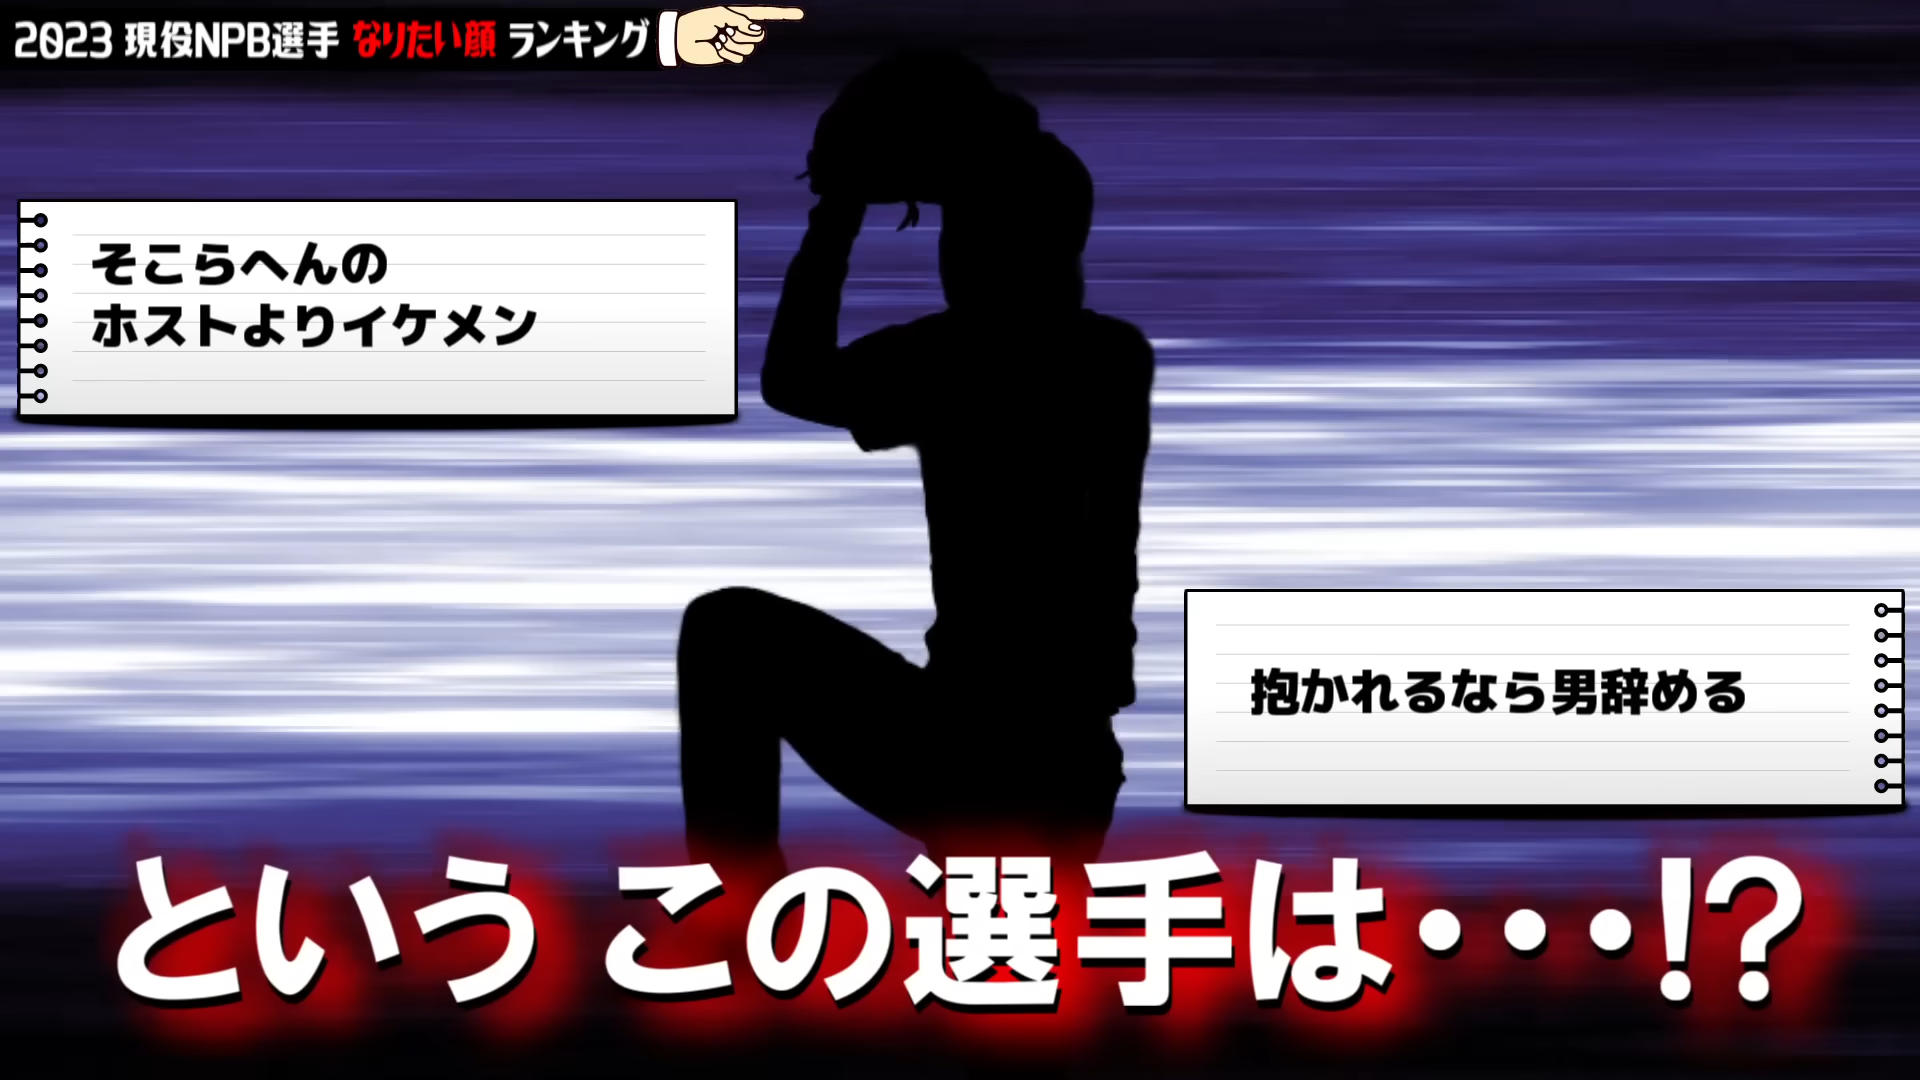 2023 現役NPB選手 なりたい顔 ランキング
そこらへんの
ホストよりイケメン
抱かれるなら男辞める
という この選手は・・・!?